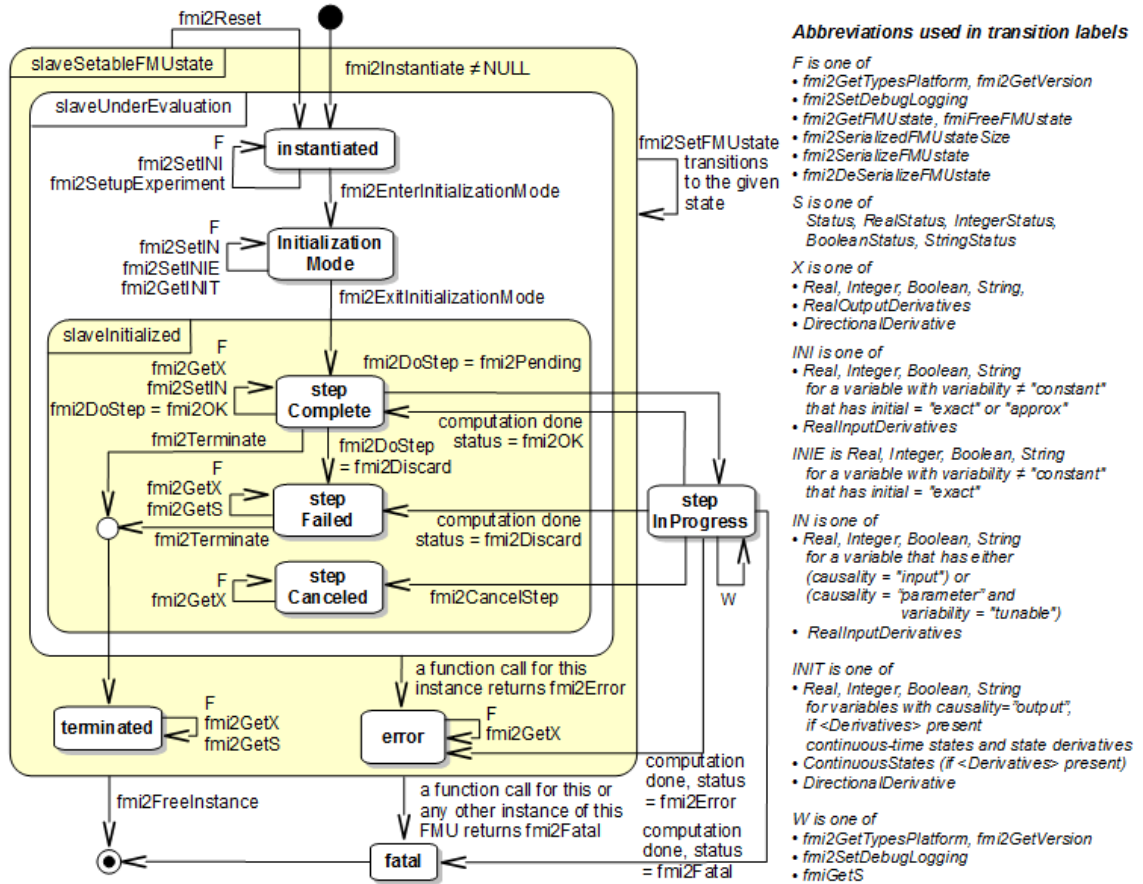 fmi2Reset
slaveSetableFMUstate
fmi2Instantiate ≠ NULL
slaveUnderEvaluation
F
fmi2SetINI
fmi2SetupExperiment
instantiated
fmi2SetFMUstate
transitions
to the given
state
fmi2EnterInitializationMode
F
fmi2SetIN
fmi2SetINIE
fmi2GetINIT
Initialization
Mode
fmi2ExitInitializationMode
slaveInitialized
F
fmi2GetX
fmi2SetIN
fmi2DoStep = fmi2OK
fmi2DoStep = fmi2Pending
step
Complete
computation done
status = fmi2OK
fmi2Terminate
fmi2DoStep
= fmi2Discard
F
fmi2GetX
fmi2GetS
step
Failed
step
InProgress
computation done
status = fmi2Discard
fmi2Terminate
F
fmi2GetX
step
Canceled
fmi2CancelStep
W
a function call for this
instance returns fmi2Error
terminated
F
fmi2GetX
fmi2GetS
error
F
fmi2GetX
computation
done, status
= fmi2Error
fmi2FreeInstance
a function call for this or
any other instance of this
FMU returns fmi2Fatal
computation
done, status
= fmi2Fatal
fatal
Abbreviations used in transition labels
F is one of
• fmi2GetTypesPlatform, fmi2GetVersion
• fmi2SetDebugLogging
• fmi2GetFMUstate, fmiFreeFMUstate
• fmi2SerializedFMUstateSize
• fmi2SerializeFMUstate
• fmi2DeSerializeFMUstate
S is one of
Status, RealStatus, IntegerStatus,
BooleanStatus, StringStatus
X is one of
• Real, Integer, Boolean, String,
• RealOutputDerivatives
• DirectionalDerivative
INI is one of
• Real, Integer, Boolean, String
for a variable with variability ≠ "constant"
that has initial = "exact" or "approx"
• RealInputDerivatives
INIE is Real, Integer, Boolean, String
for a variable with variability ≠ "constant"
that has initial = "exact"
IN is one of
• Real, Integer, Boolean, String
for a variable that has either
(causality = "input") or
(causality = "parameter" and
variability = "tunable")
• RealInputDerivatives
INIT is one of
• Real, Integer, Boolean, String
for variables with causality="output",
if <Derivatives> present
continuous-time states and state derivatives
• ContinuousStates (if <Derivatives> present)
• DirectionalDerivative
W is one of
• fmi2GetTypesPlatform, fmi2GetVersion
• fmi2SetDebugLogging
• fmiGetS